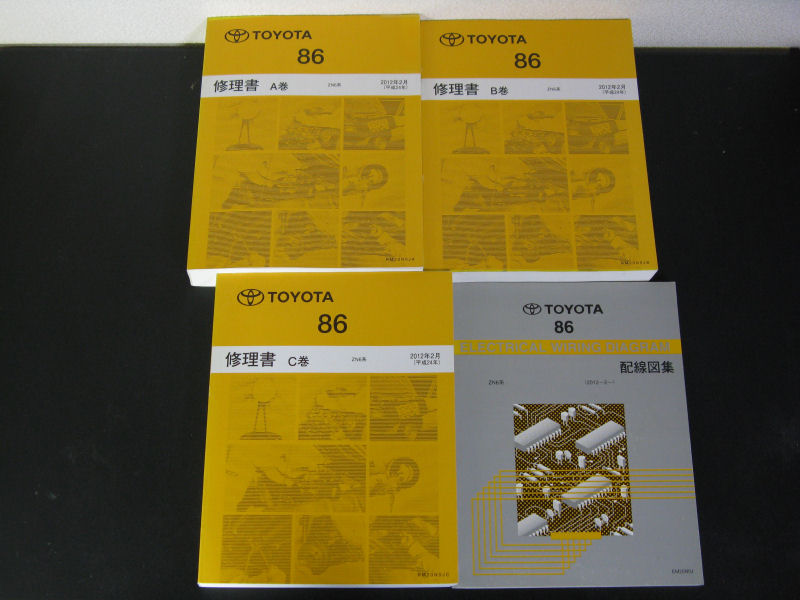 TOYOTA
86
修理書 A巻 ZN6系 2012年2月
(平成24年)
TOYOTA
86
修理書 B巻 ZN6系 2012年2月
(平成24年)
TOYOTA
86
修理書 C巻 ZN6系 2012年2月
(平成24年)
TOYOTA
86
ELECTRICAL WIRING DIAGRAM
配線図集
ZN6系